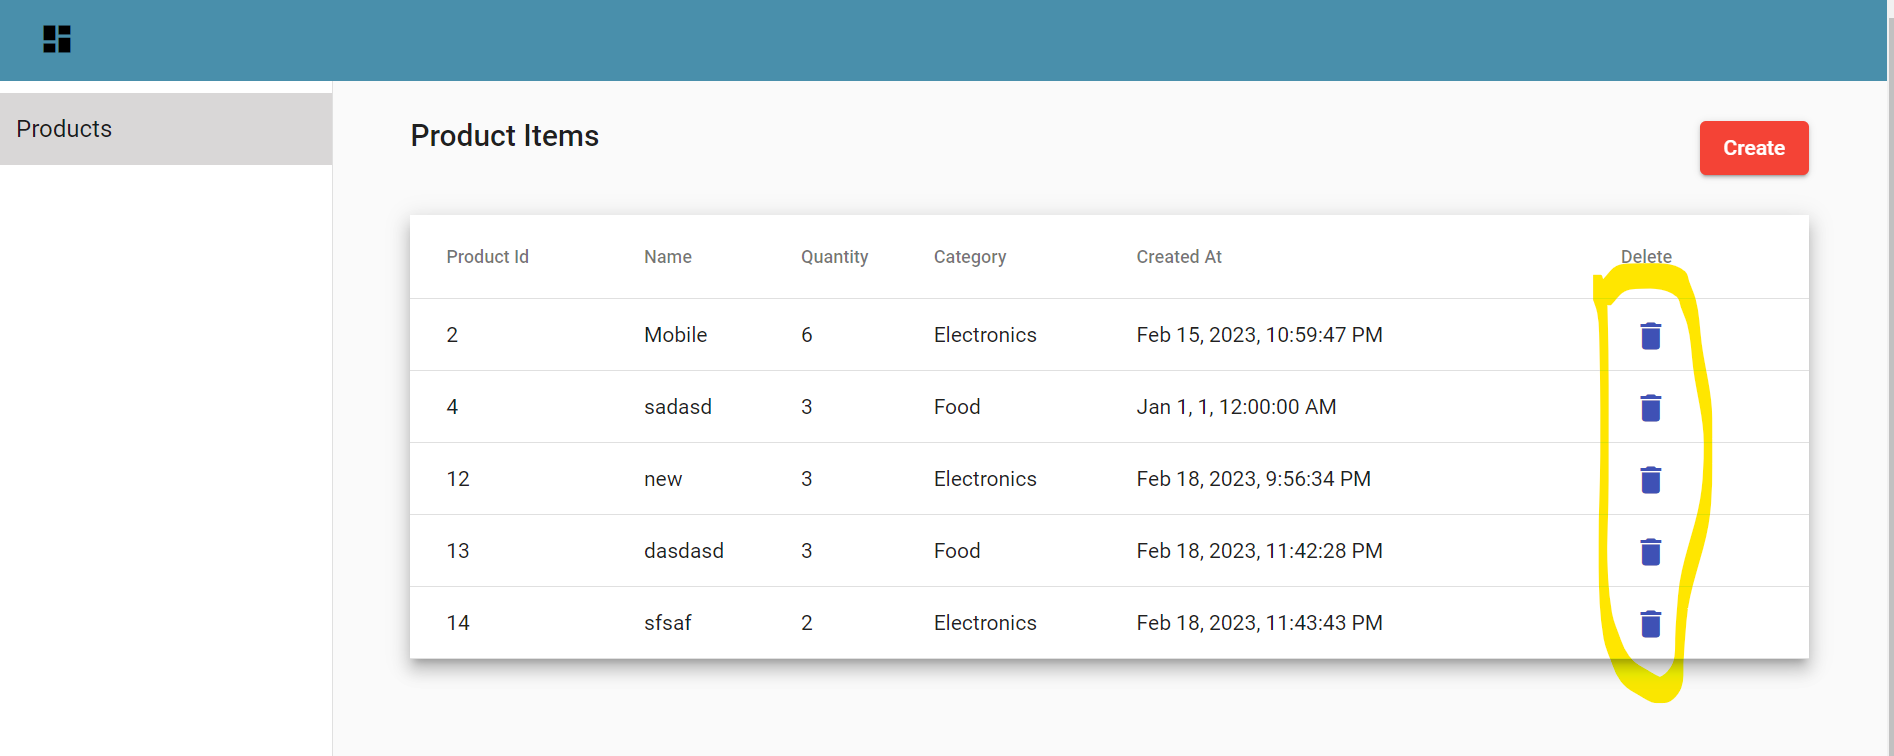 Products
Product Items
Create
Product Id Name Quantity Category Created At Delete
2 Mobile 6 Electronics Feb 15, 2023, 10:59:47 PM
4 sadasd 3 Food Jan 1, 1, 12:00:00 AM
12 new 3 Electronics Feb 18, 2023, 9:56:34 PM
13 dasdasd 3 Food Feb 18, 2023, 11:42:28 PM
14 sfsaf 2 Electronics Feb 18, 2023, 11:43:43 PM